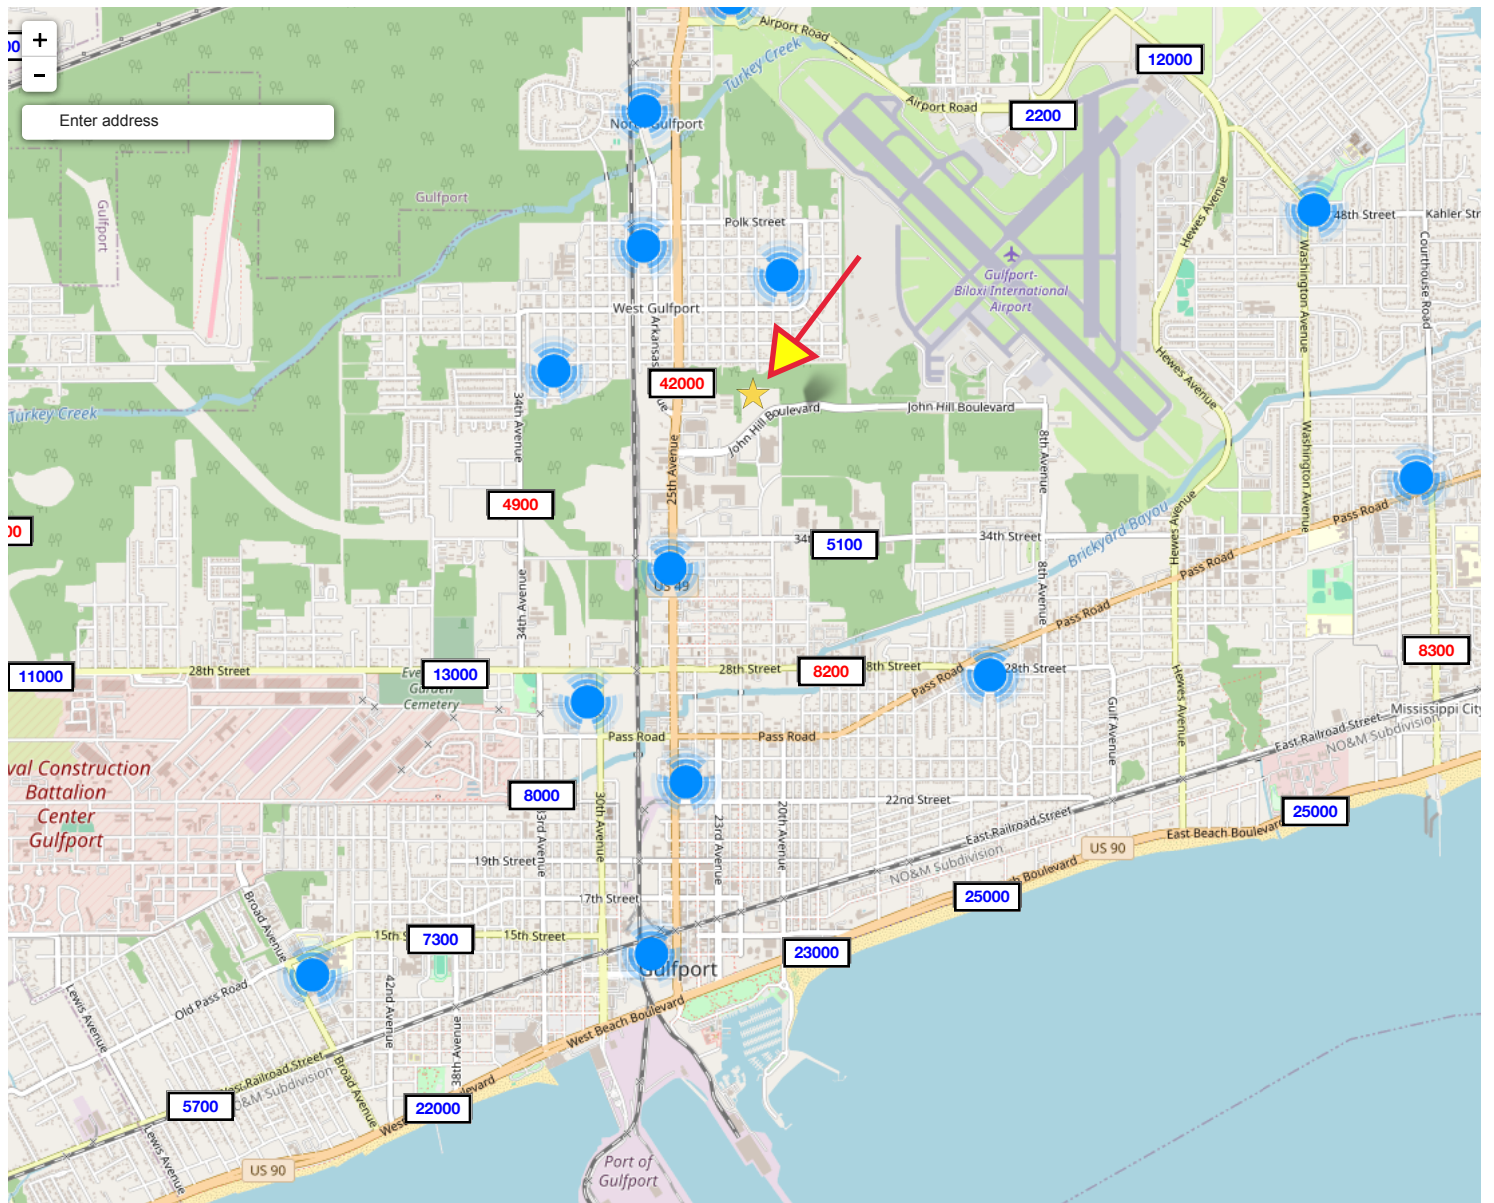 +
-
Enter address
Airport Road
Turkey Creek
12000
Airport Road
2200
North Gulfport
Gulfport
Gulfport
Polk Street
Hewes Avenue
48th Street
Kahler Str
Courthouse Road
Washington Avenue
Gulfport-
Biloxi International
Airport
West Gulfport
Arkansas
ue
Hewes Avenue
42000
34th Avenue
Turkey Creek
John Hill Boulevard
John Hill Boulevard
8th Avenue
25th Avenue
Washington Avenue
4900
00
Pass Road
Brickyard Bayou
Hewes Avenue
34t
5100
34th Street
Pass Road
US 49
34th Avenue
8th Avenue
Pass Road
8300
11000
28th Street
13000
28th Street
8200
8th Street
28th Street
Eve
Garden
Cemetery
Pass Road
Gulf Avenue
Hewes Avenue
Mississippi City
East Railroad Street
NO&M Subdivision
Pass Road
Pass Road
val Construction
Battalion
Center
Gulfport
8000
33rd Avenue
30th Avenue
23rd Avenue
20th Avenue
22nd Street
East Railroad Street
25000
East Beach Boulevard
US 90
19th Street
NO&M Subdivision
h Boulevard
17th Street
25000
Broad Avenue
15th S
7300
15th Street
23000
Gulfport
Old Pass Road
Lewis Avenue
42nd Avenue
38th Avenue
West Beach Boulevard
West Railroad Street
O&M Subdivision
Broad Avenue
5700
22000
West
levard
Lewis Avenue
US 90
Port of
Gulfport